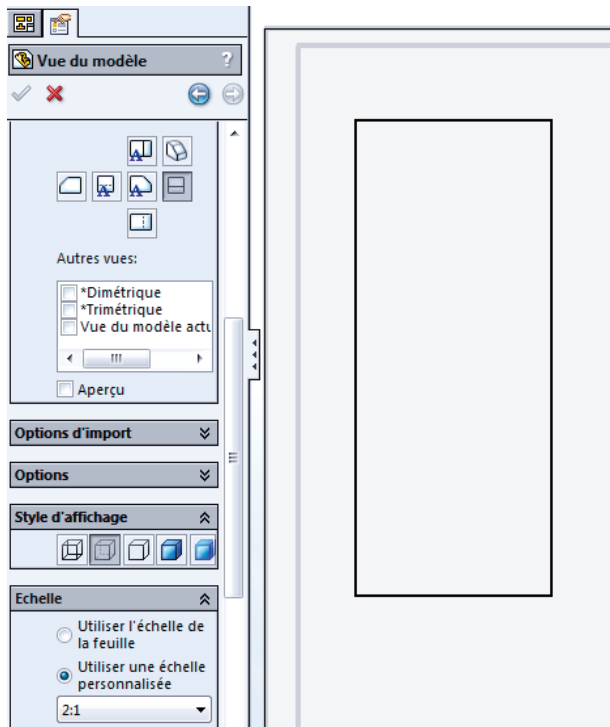 Vue du modèle ?
Autres vues:
*Dimétrique
*Trimétrique
Vue du modèle actu
Aperçu
Options d'import
Options
Style d'affichage
Echelle
Utiliser l'échelle de
la feuille
Utiliser une échelle
personnalisée
2:1